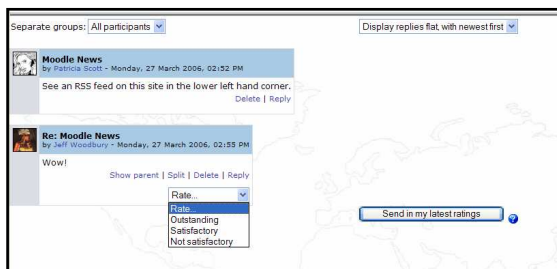 Separate groups: All participants Display replies flat, with newest first
Moodle News
by Patricia Scott - Monday, 27 March 2006, 02:52 PM
See an RSS feed on this site in the lower left hand corner.
Delete | Reply
Re: Moodle News
by Jeff Woodbury - Monday, 27 March 2006, 02:55 PM
Wow!
Show parent | Split | Delete | Reply
Rate...
Rate...
Outstanding
Satisfactory
Not satisfactory
Send in my latest ratings ?